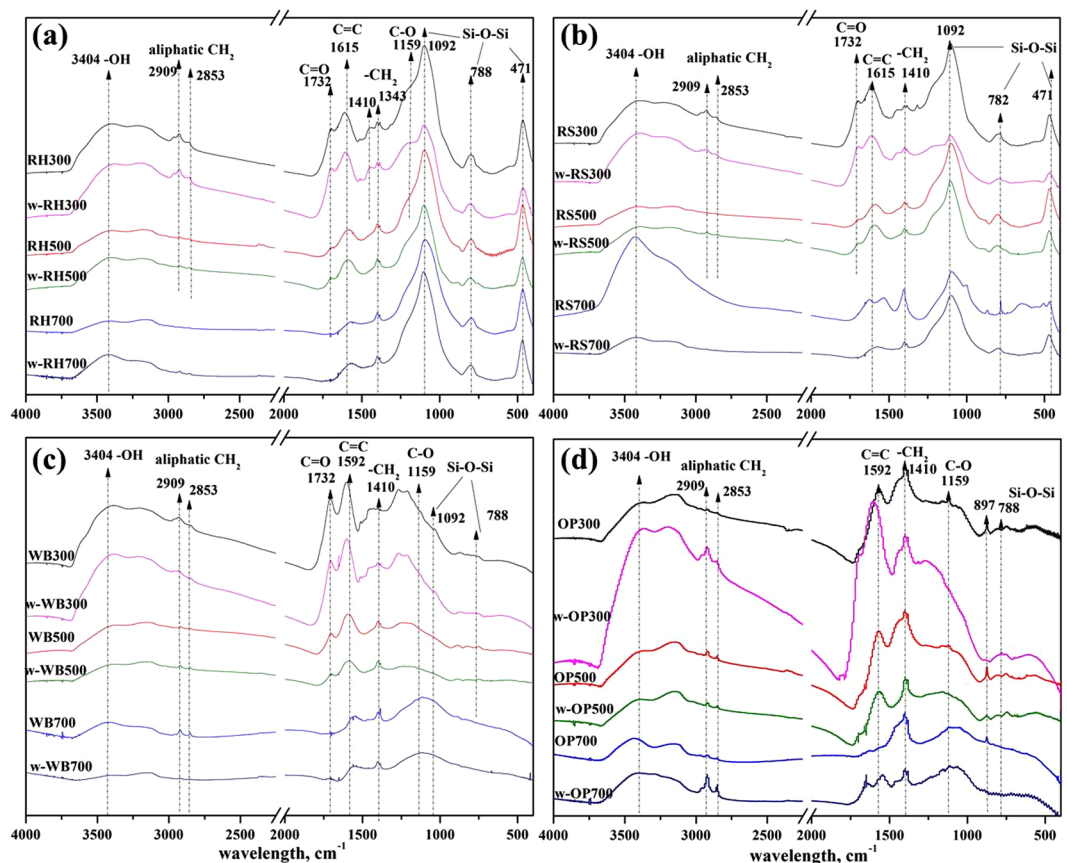 (a)
C=C
C-O
Si-O-Si
3404 -OH
aliphatic CH2
1615
1159
1092
2909
2853
C=O
1732
-CH2
1410
1343
788
471
RH300
w-RH300
RH500
w-RH500
RH700
w-RH700
4000 3500 3000 2500 2000 1500 1000 500
(b)
C=O
1732
1092
Si-O-Si
3404 -OH
aliphatic CH2
C=C
-CH2
1615
1410
2909
2853
782
471
RS300
w-RS300
RS500
w-RS500
RS700
w-RS700
4000 3500 3000 2500 2000 1500 1000 500
(c)
C=C
C-O
3404 -OH
aliphatic CH2
C=O
1592
-CH2
1159
Si-O-Si
2909
2853
1732
1410
1092
788
WB300
w-WB300
WB500
w-WB500
WB700
w-WB700
4000 3500 3000 2500 2000 1500 1000 500
wavelength, cm-1
(d)
-CH2
3404 -OH
C=C
1410
C-O
aliphatic CH2
1592
1159
2909
2853
897
788
Si-O-Si
OP300
w-OP300
OP500
w-OP500
OP700
w-OP700
4000 3500 3000 2500 2000 1500 1000 500
wavelength, cm-1